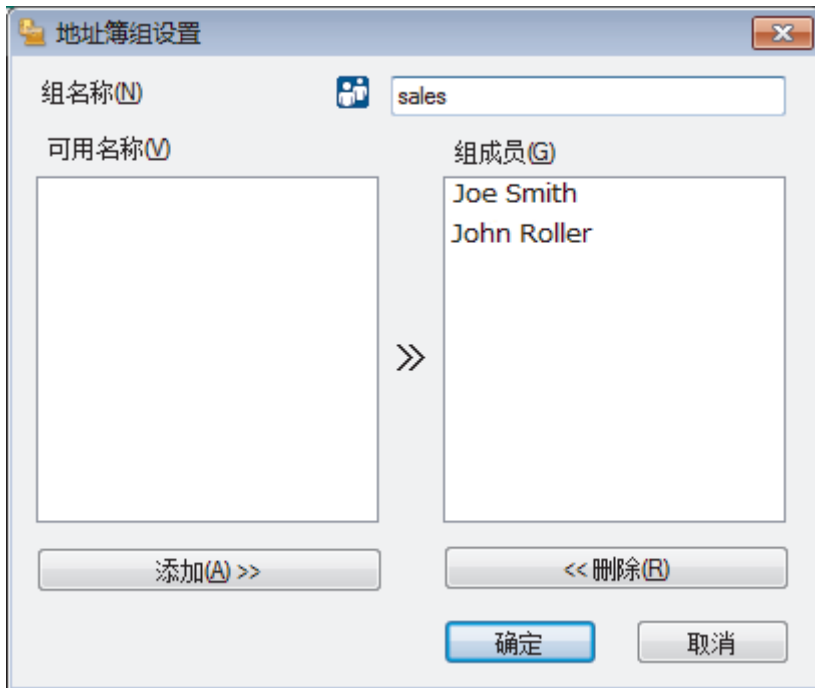 地址簿组设置
组名称(N)
sales
可用名称(V)
组成员(G)
Joe Smith
John Roller
添加(A) >>
<< 删除(R)
确定
取消